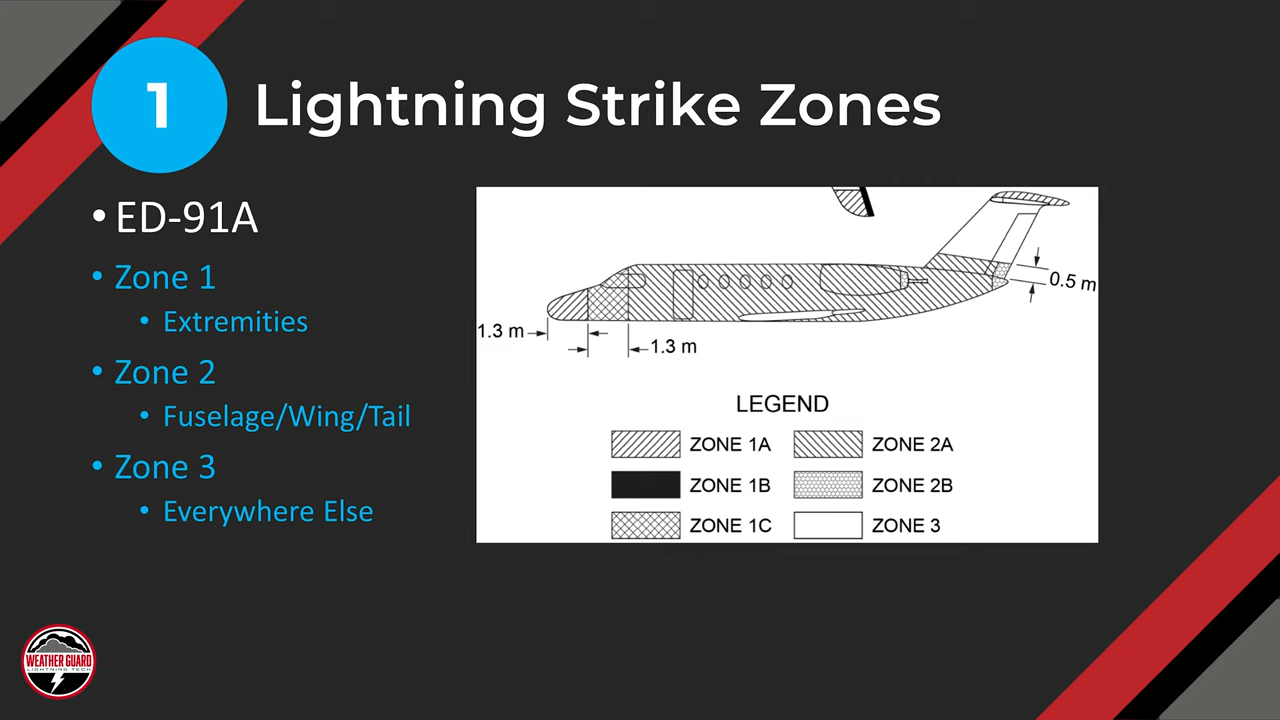 1
Lightning Strike Zones
• ED-91A
• Zone 1
• Extremities
• Zone 2
• Fuselage/Wing/Tail
• Zone 3
• Everywhere Else
0.5 m
1.3 m
1.3 m
LEGEND
ZONE 1A
ZONE 2A
ZONE 1B
ZONE 2B
ZONE 1C
ZONE 3
WEATHER GUARD
LIGHTNING TECH